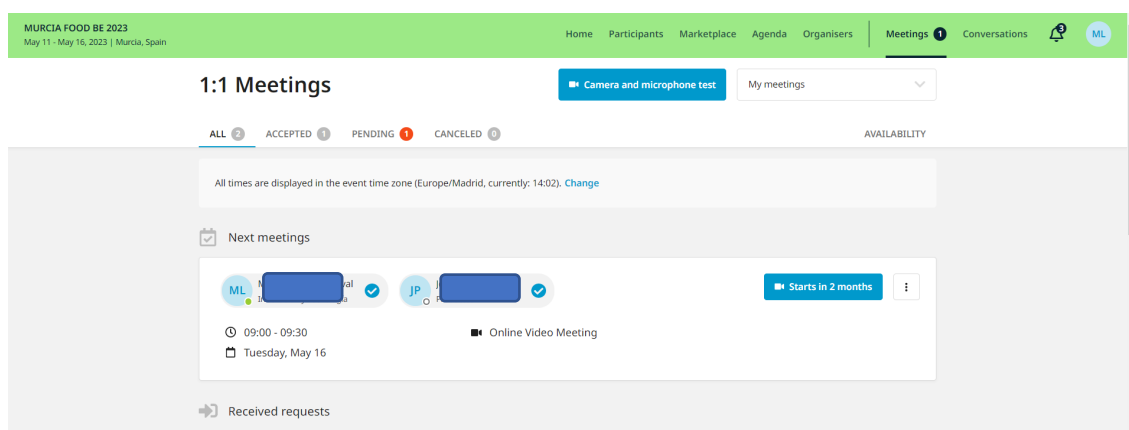 MURCIA FOOD BE 2023
May 11 - May 16, 2023 | Murcia, Spain
Home Participants Marketplace Agenda Organisers Meetings 1 Conversations 3 ML
1:1 Meetings
Camera and microphone test
My meetings
ALL 2 ACCEPTED 1 PENDING 1 CANCELED 0 AVAILABILITY
All times are displayed in the event time zone (Europe/Madrid, currently: 14:02). Change
Next meetings
ML
JP
Starts in 2 months
09:00 - 09:30
Online Video Meeting
Tuesday, May 16
Received requests